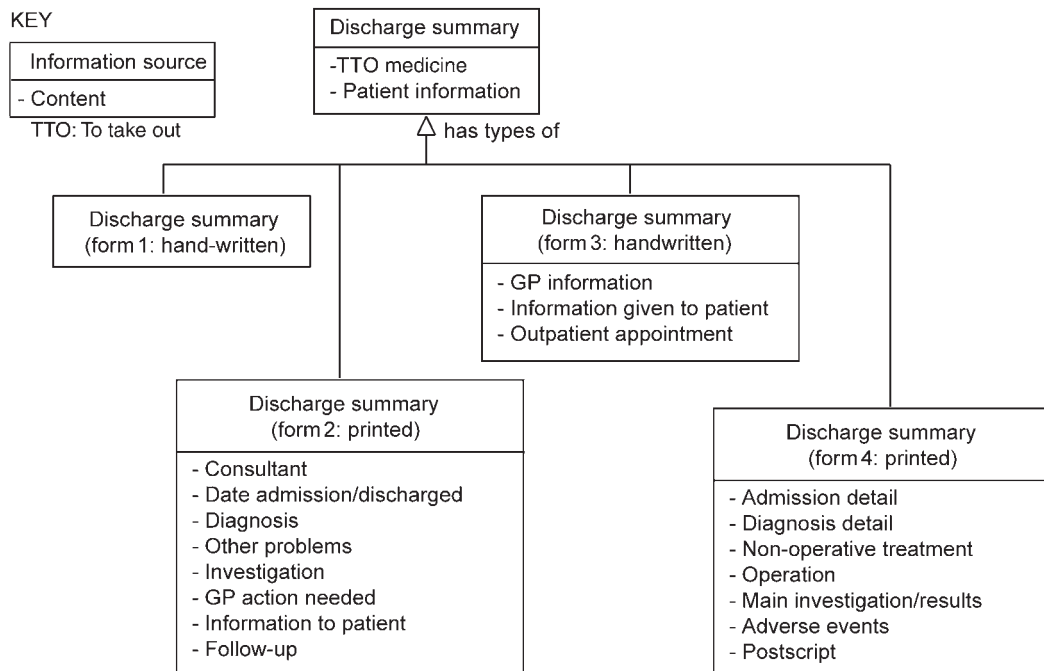 KEY
Information source
- Content
TTO: To take out
Discharge summary
-TTO medicine
- Patient information
has types of
Discharge summary
(form 1: hand-written)
Discharge summary
(form 3: handwritten)
- GP information
- Information given to patient
- Outpatient appointment
Discharge summary
(form 2: printed)
- Consultant
- Date admission/discharged
- Diagnosis
- Other problems
- Investigation
- GP action needed
- Information to patient
- Follow-up
Discharge summary
(form 4: printed)
- Admission detail
- Diagnosis detail
- Non-operative treatment
- Operation
- Main investigation/results
- Adverse events
- Postscript